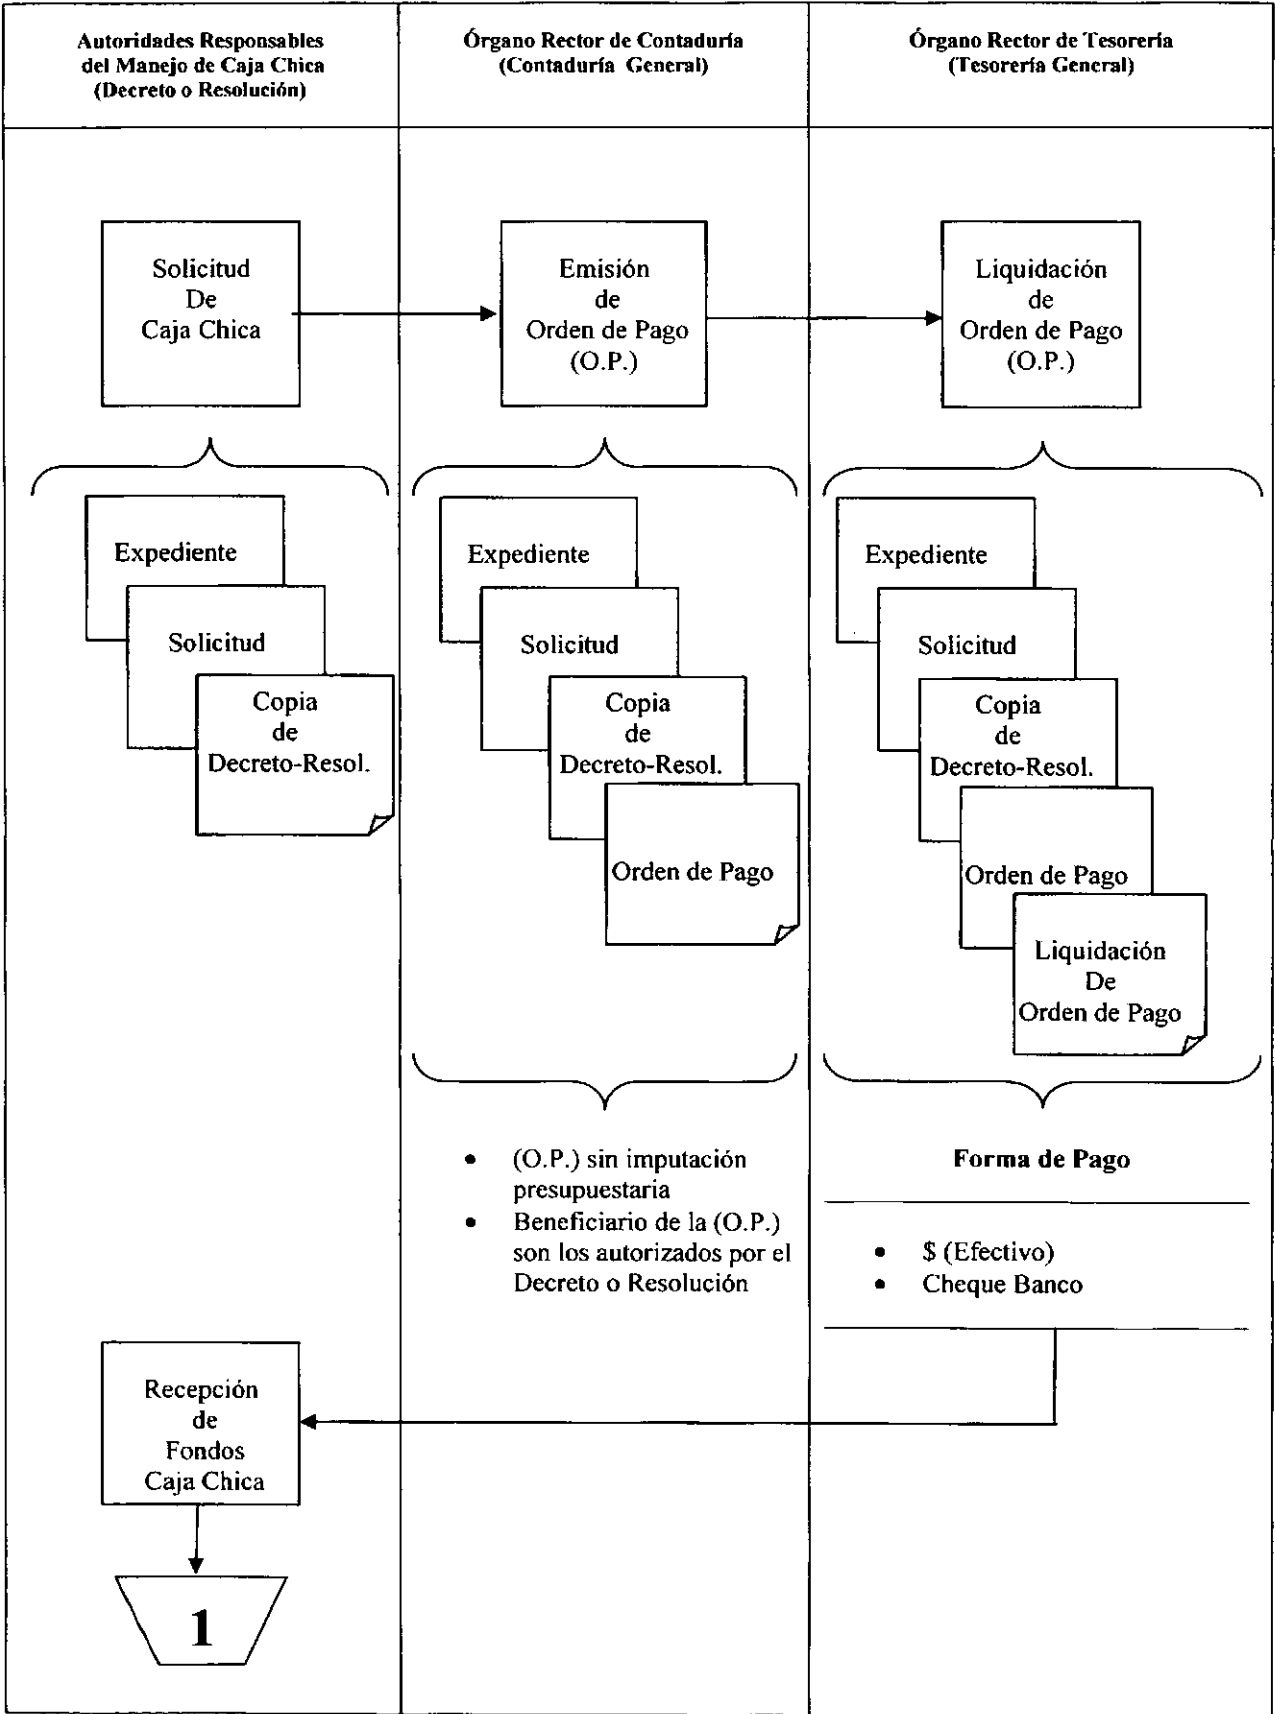 Autoridades Responsables
del Manejo de Caja Chica
(Decreto o Resolución)
Órgano Rector de Contaduría
(Contaduría General)
Órgano Rector de Tesorería
(Tesorería General)
Solicitud
De
Caja Chica
Emisión
de
Orden de Pago
(O.P.)
Liquidación
de
Orden de Pago
(O.P.)
Expediente
Solicitud
Copia
de
Decreto-Resol.
Expediente
Solicitud
Copia
de
Decreto-Resol.
Orden de Pago
Expediente
Solicitud
Copia
de
Decreto-Resol.
Orden de Pago
Liquidación
De
Orden de Pago
• (O.P.) sin imputación
presupuestaria
• Beneficiario de la (O.P.)
son los autorizados por el
Decreto o Resolución
Forma de Pago
• $ (Efectivo)
• Cheque Banco
Recepción
de
Fondos
Caja Chica
1